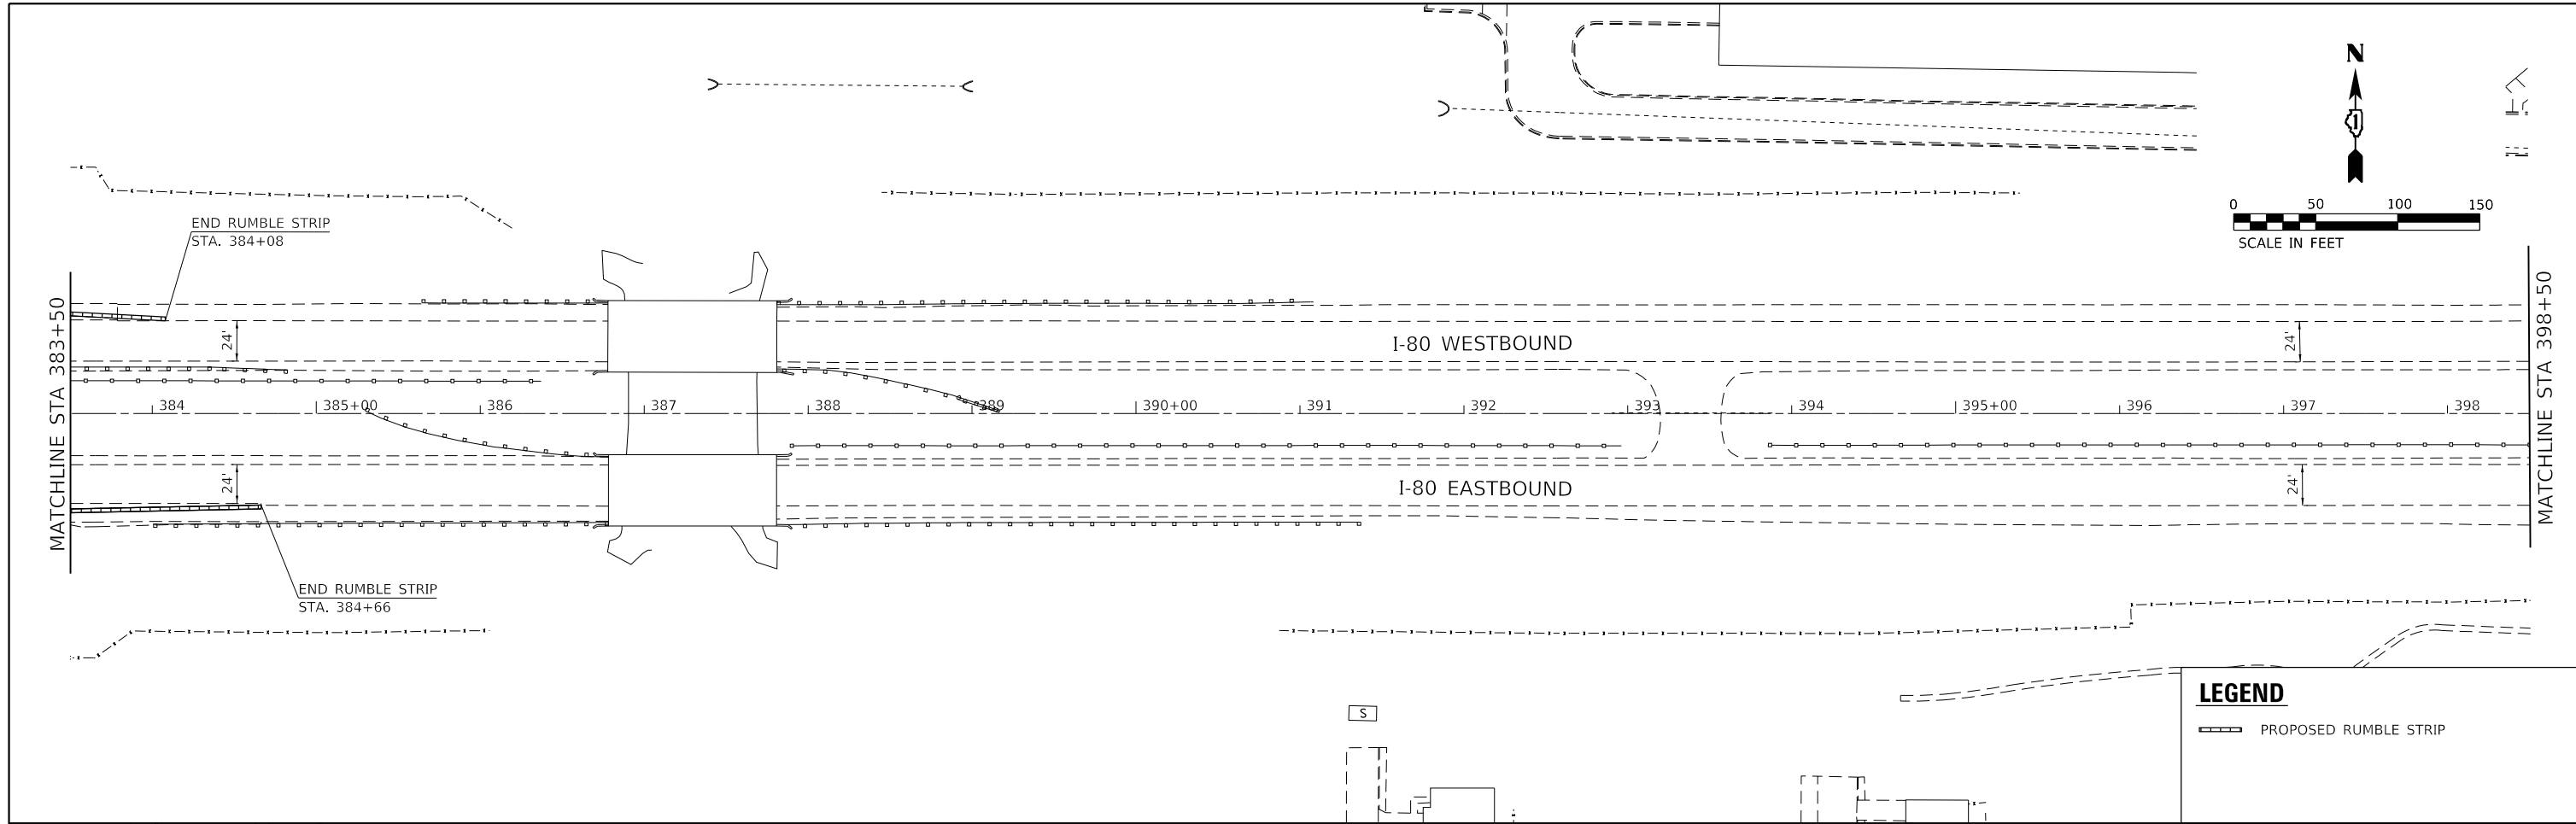 N
1
0 50 100 150
SCALE IN FEET
END RUMBLE STRIP
STA. 384+08
MATCHLINE STA 383+50
MATCHLINE STA 398+50
24'
24'
I-80 WESTBOUND
384 385+00 386 387 388 389 390+00 391 392 393 394 395+00 396 397 398
24'
24'
I-80 EASTBOUND
END RUMBLE STRIP
STA. 384+66
S
LEGEND
PROPOSED RUMBLE STRIP